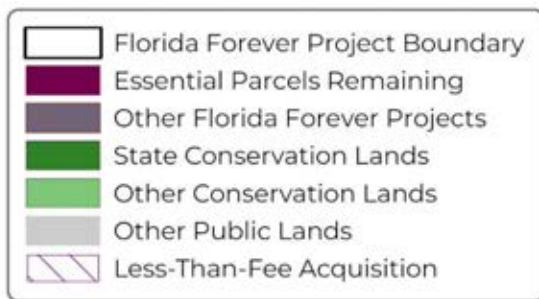 Florida Forever Project Boundary
Essential Parcels Remaining
Other Florida Forever Projects
State Conservation Lands
Other Conservation Lands
Other Public Lands
Less-Than-Fee Acquisition